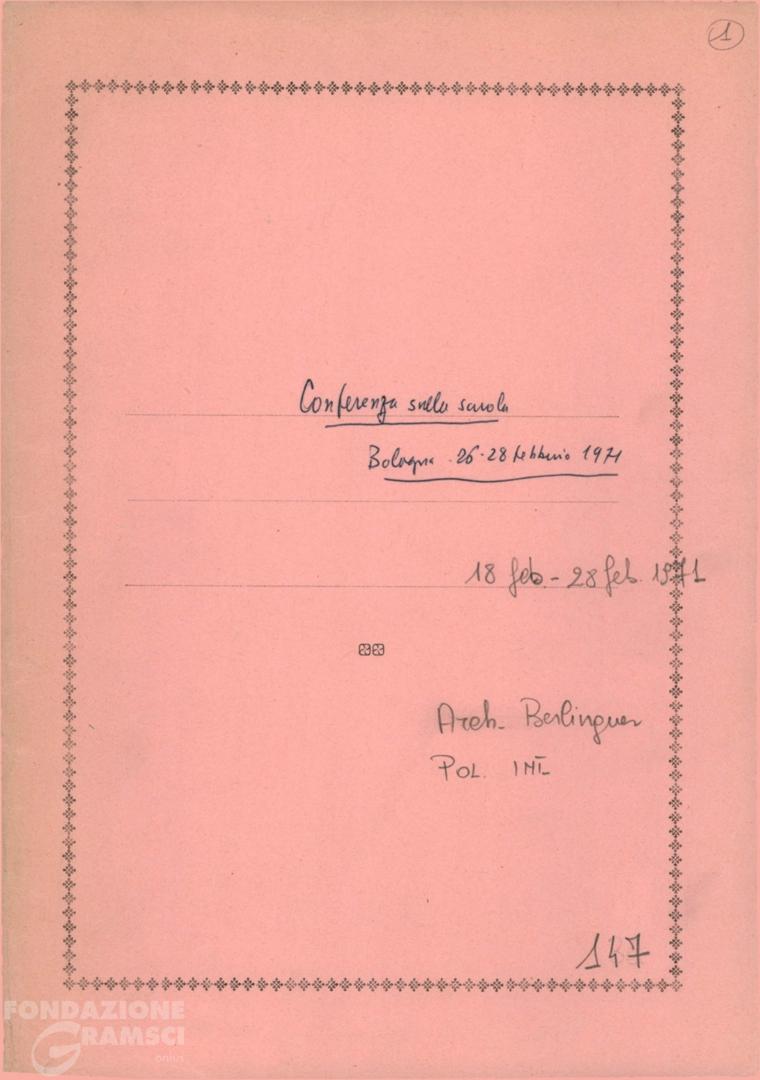 1
Conferenza sulla scuola
Bologna . 26-28 febbraio 1971
18 feb. - 28 feb. 1971
Arch. Berlinguer
POL. INT.
147
FONDAZIONE
GRAMSCI
onlus